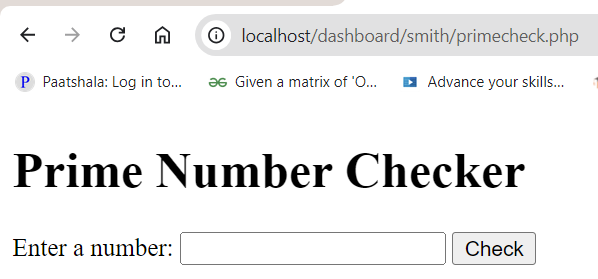 localhost/dashboard/smith/primecheck.php
P Paatshala: Log in to... ƏG Given a matrix of 'O... Advance your skills...
Prime Number Checker
Enter a number: Check